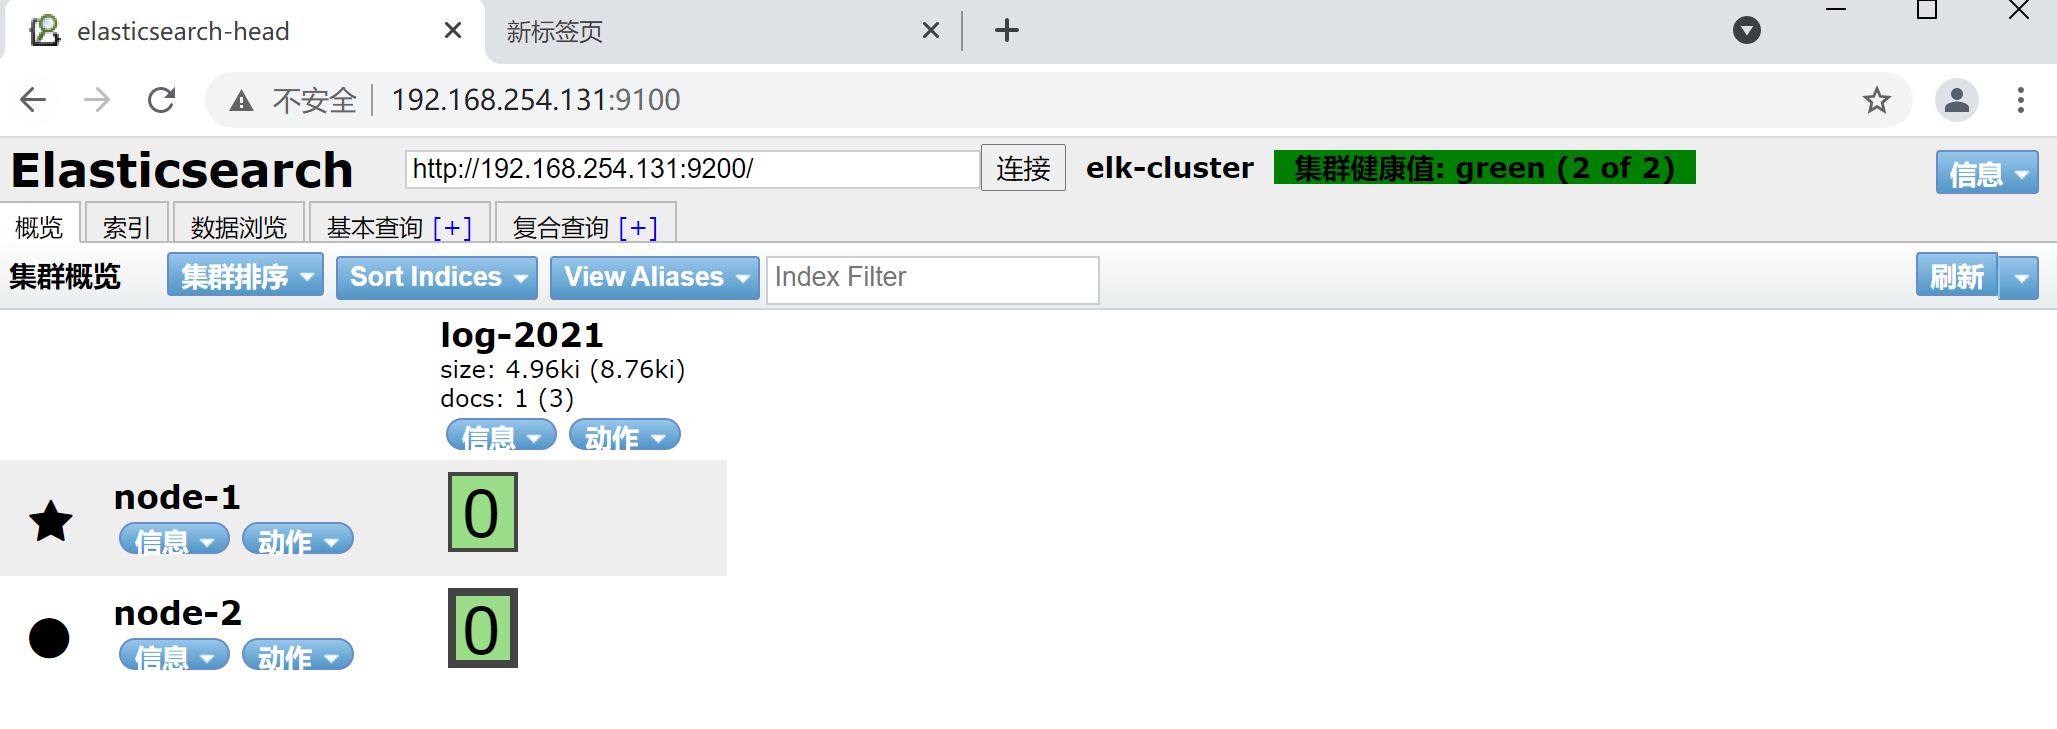 elasticsearch-head 新标签页
不安全 192.168.254.131:9100
Elasticsearch http://192.168.254.131:9200/ 连接 elk-cluster 集群健康值: green (2 of 2) 信息
概览 索引 数据浏览 基本查询 [+] 复合查询 [+]
集群概览 集群排序 Sort Indices View Aliases Index Filter 刷新
log-2021
size: 4.96ki (8.76ki)
docs: 1 (3)
信息 动作
node-1 0
信息 动作
node-2 0
信息 动作